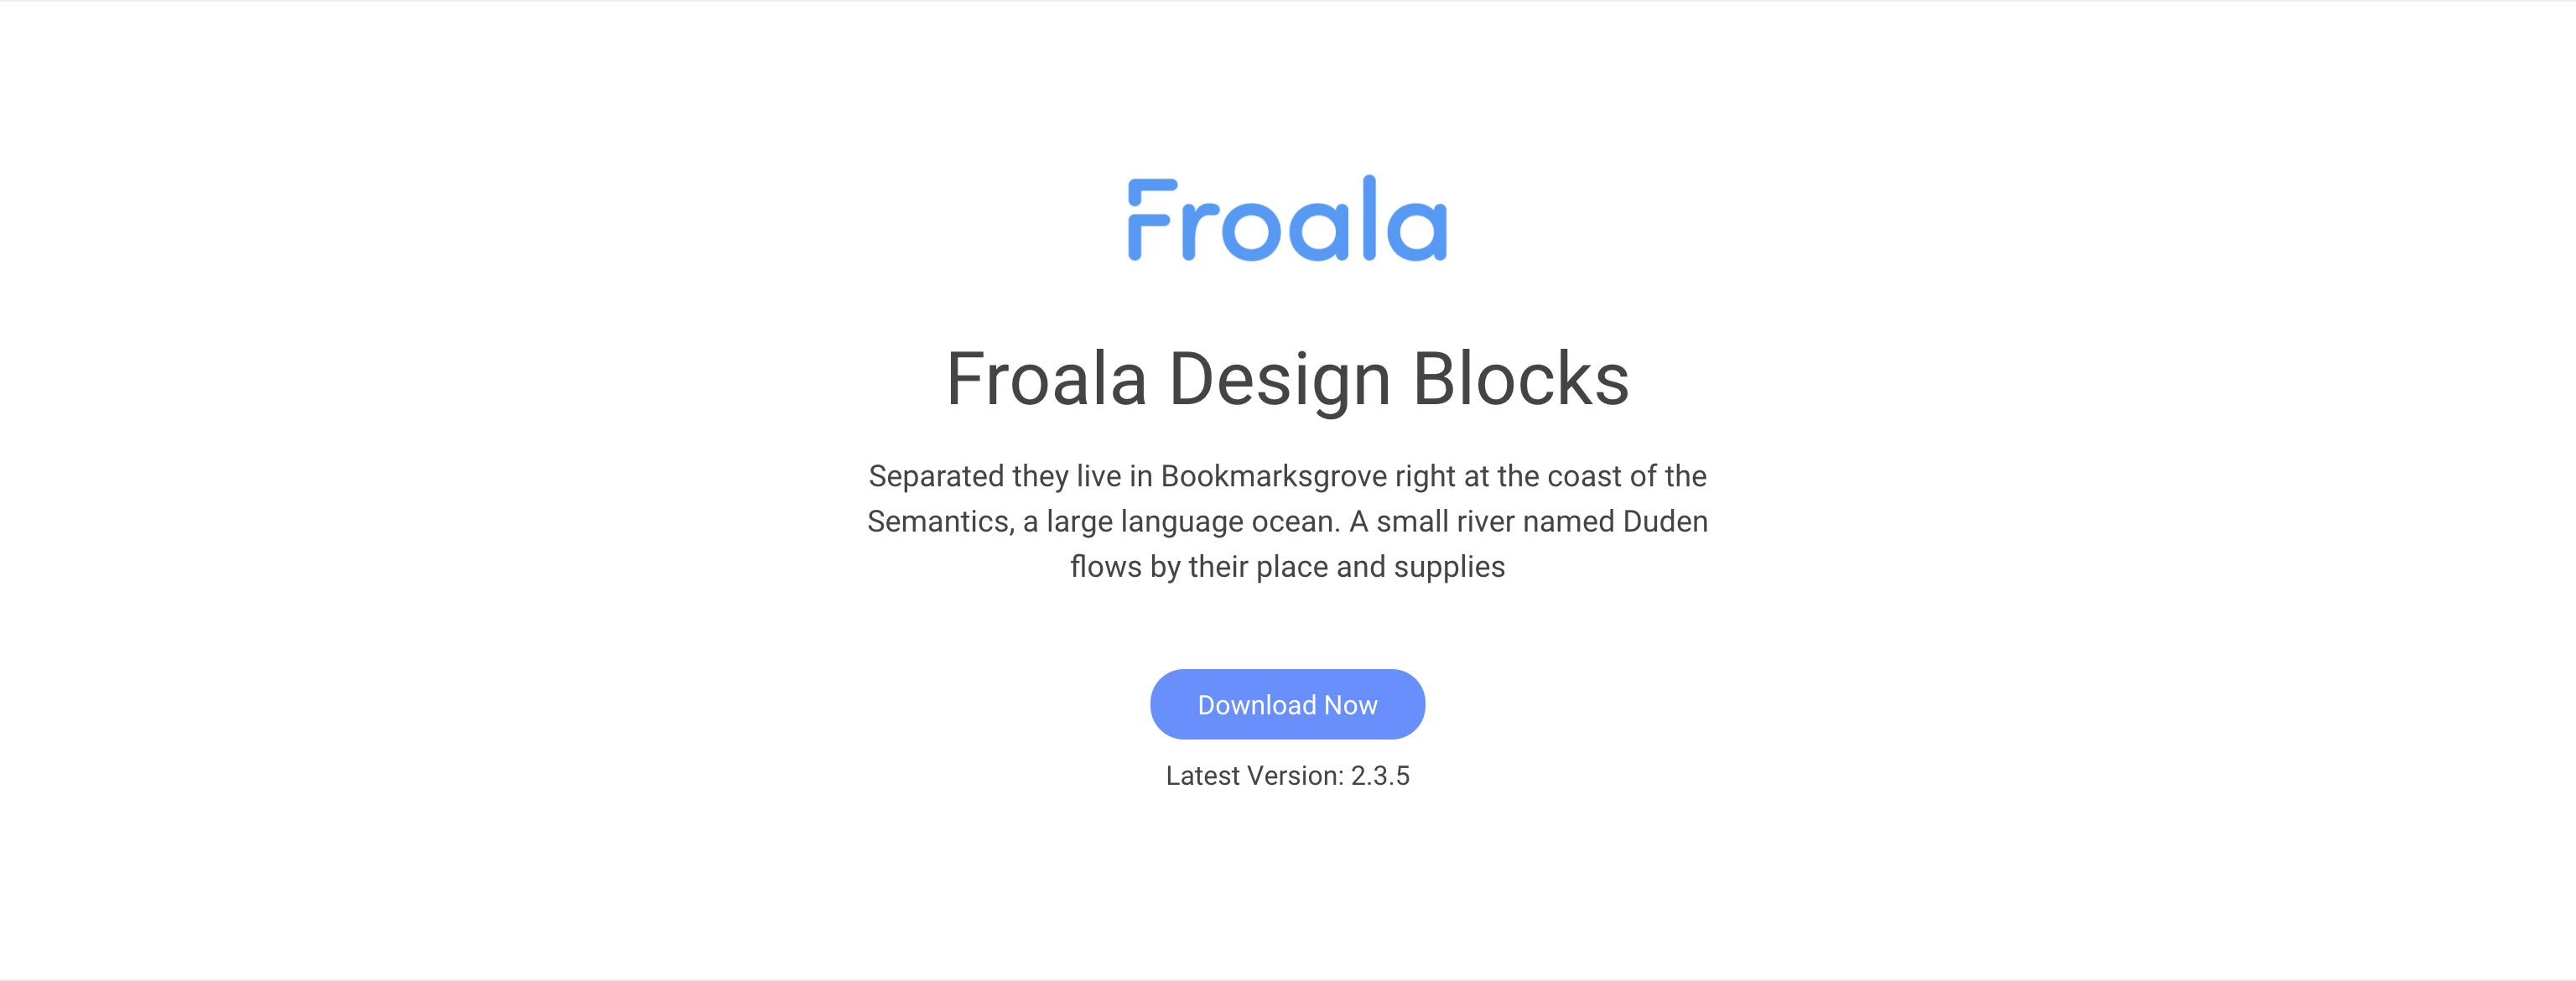 Froala
Froala Design Blocks
Separated they live in Bookmarksgrove right at the coast of the
Semantics, a large language ocean. A small river named Duden
flows by their place and supplies
Download Now
Latest Version: 2.3.5